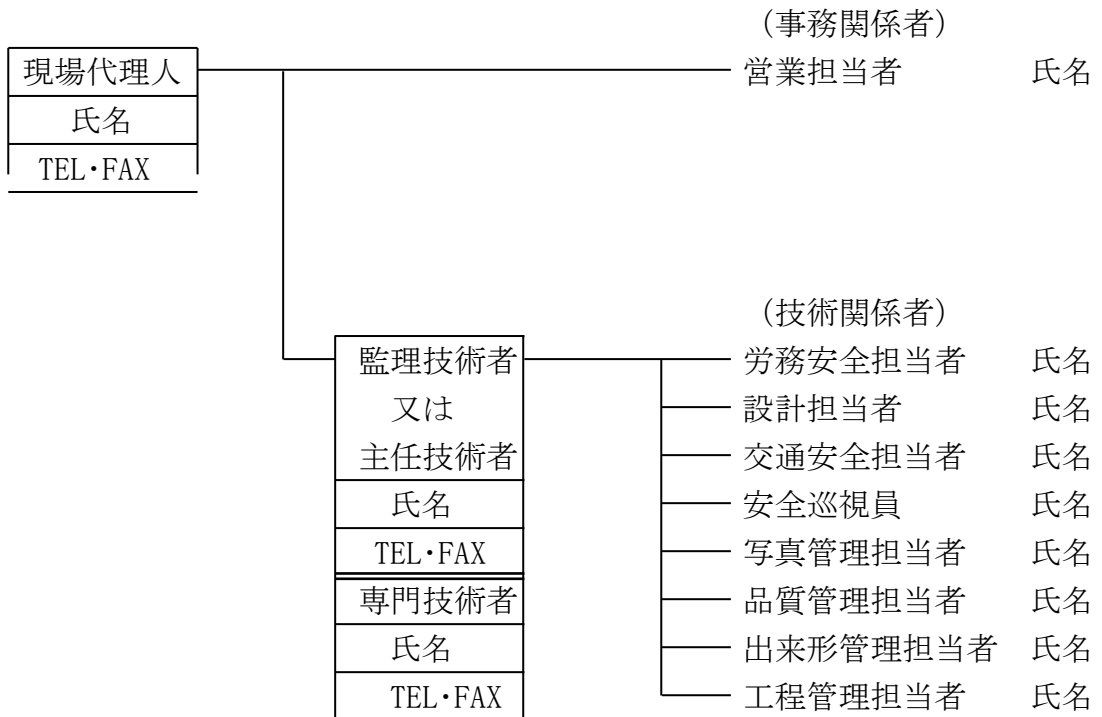 （事務関係者）
現場代理人 営業担当者 氏名
氏名
TEL・FAX
（技術関係者）
監理技術者 労務安全担当者 氏名
又は 設計担当者 氏名
主任技術者 交通安全担当者 氏名
氏名 安全巡視員 氏名
TEL・FAX 写真管理担当者 氏名
専門技術者 品質管理担当者 氏名
氏名 出来形管理担当者 氏名
TEL・FAX 工程管理担当者 氏名